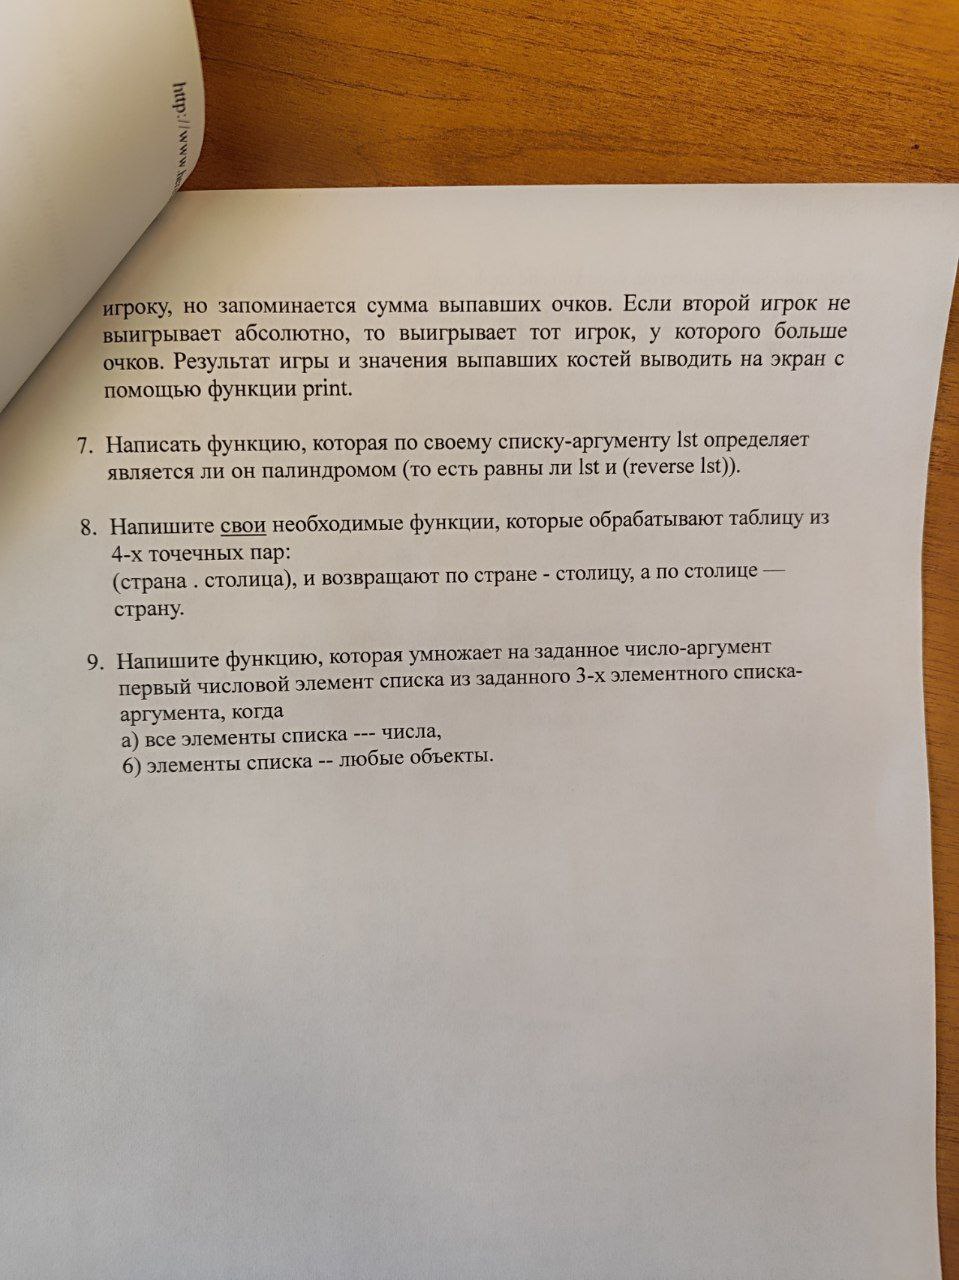 http://www.
игроку, но запоминается сумма выпавших очков. Если второй игрок не
выигрывает абсолютно, то выигрывает тот игрок, у которого больше
очков. Результат игры и значения выпавших костей выводить на экран с
помощью функции print.
7. Написать функцию, которая по своему списку-аргументу lst определяет
является ли он палиндромом (то есть равны ли lst и (reverse lst)).
8. Напишите свои необходимые функции, которые обрабатывают таблицу из
4-х точечных пар:
(страна . столица), и возвращают по стране - столицу, а по столице —
страну.
9. Напишите функцию, которая умножает на заданное число-аргумент
первый числовой элемент списка из заданного 3-х элементного списка-
аргумента, когда
а) все элементы списка --- числа,
б) элементы списка -- любые объекты.